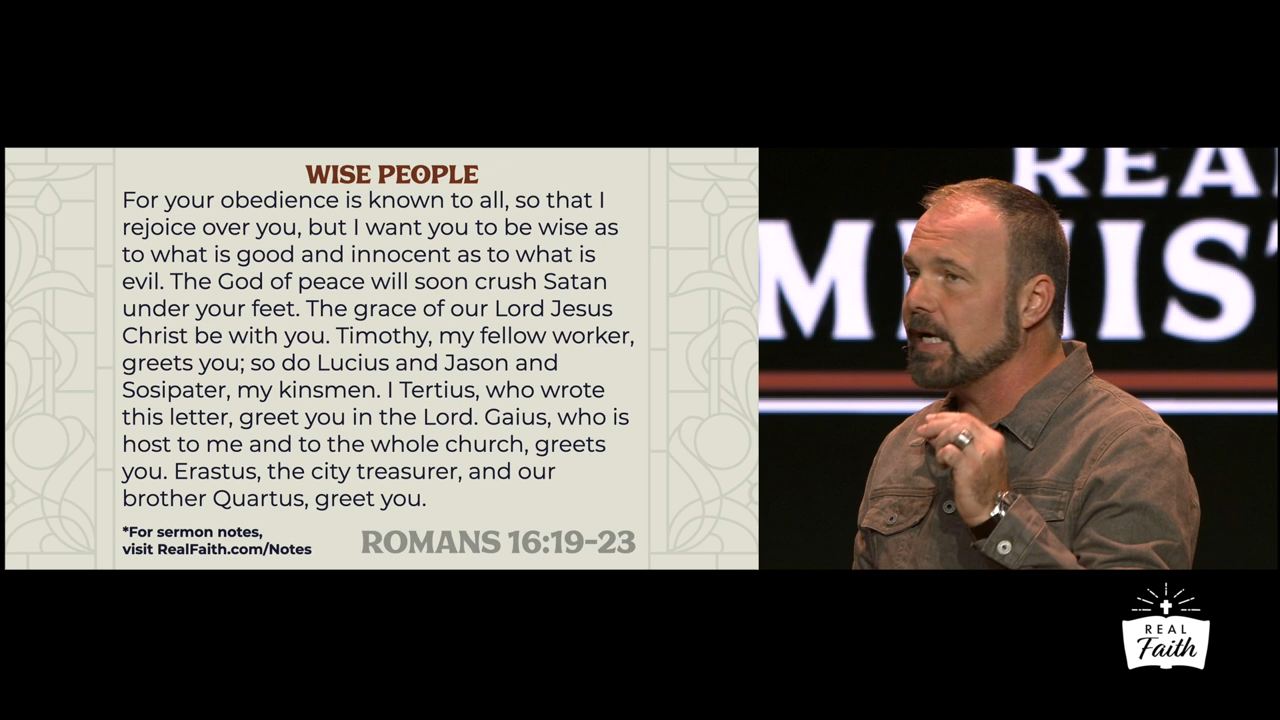 WISE PEOPLE
For your obedience is known to all, so that I
rejoice over you, but I want you to be wise as
to what is good and innocent as to what is
evil. The God of peace will soon crush Satan
under your feet. The grace of our Lord Jesus
Christ be with you. Timothy, my fellow worker,
greets you; so do Lucius and Jason and
Sosipater, my kinsmen. I Tertius, who wrote
this letter, greet you in the Lord. Gaius, who is
host to me and to the whole church, greets
you. Erastus, the city treasurer, and our
brother Quartus, greet you.
*For sermon notes,
visit RealFaith.com/Notes
ROMANS 16:19-23
REA
MINIS
REAL
Faith